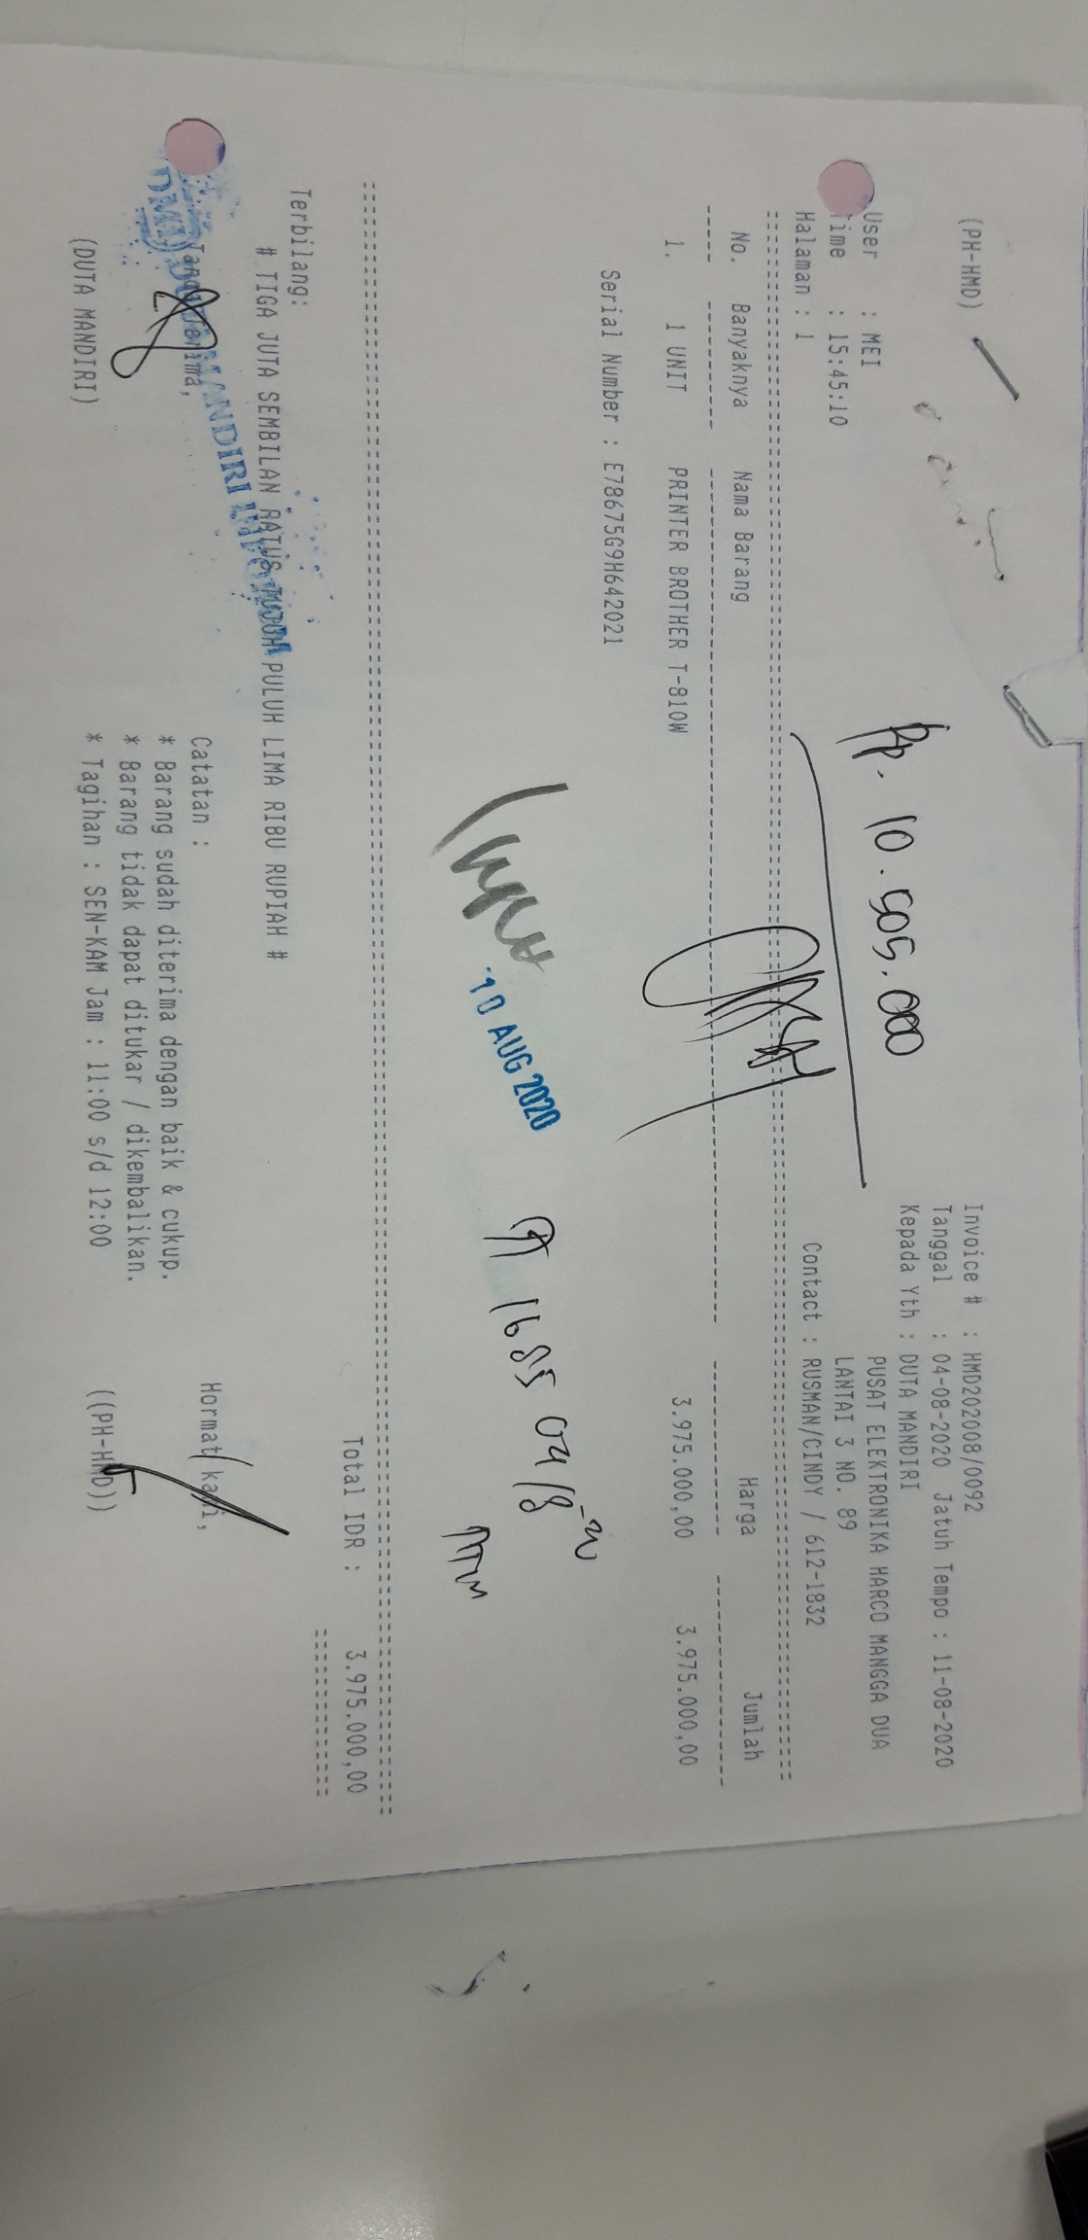 (PH-HMD)
Invoice # : HMD202008/0092
Tanggal : 04-08-2020 Jatuh Tempo : 11-08-2020
Kepada Yth : DUTA MANDIRI
PUSAT ELEKTRONIKA HARCO MANGGA DUA
LANTAI 3 NO. 89
Contact : RUSMAN/CINDY / 612-1832
Rp. 10.505.000
User : MEI
Time : 15:45:10
Halaman : 1
No. Banyaknya Nama Barang Harga Jumlah
1. 1 UNIT PRINTER BROTHER T-810W 3.975.000,00 3.975.000,00
Serial Number : E78675G9H642021
10 AUG 2020
1685 04/8-20
Total IDR : 3.975.000,00
Terbilang:
# TIGA JUTA SEMBILAN RATUS TUJUH PULUH LIMA RIBU RUPIAH #
DMI DUTA MANDIRI
Tanda Terima,
(DUTA MANDIRI)
Catatan :
* Barang sudah diterima dengan baik & cukup.
* Barang tidak dapat ditukar / dikembalikan.
* Tagihan : SEN-KAM Jam : 11:00 s/d 12:00
Hormat kami,
((PH-HMD))